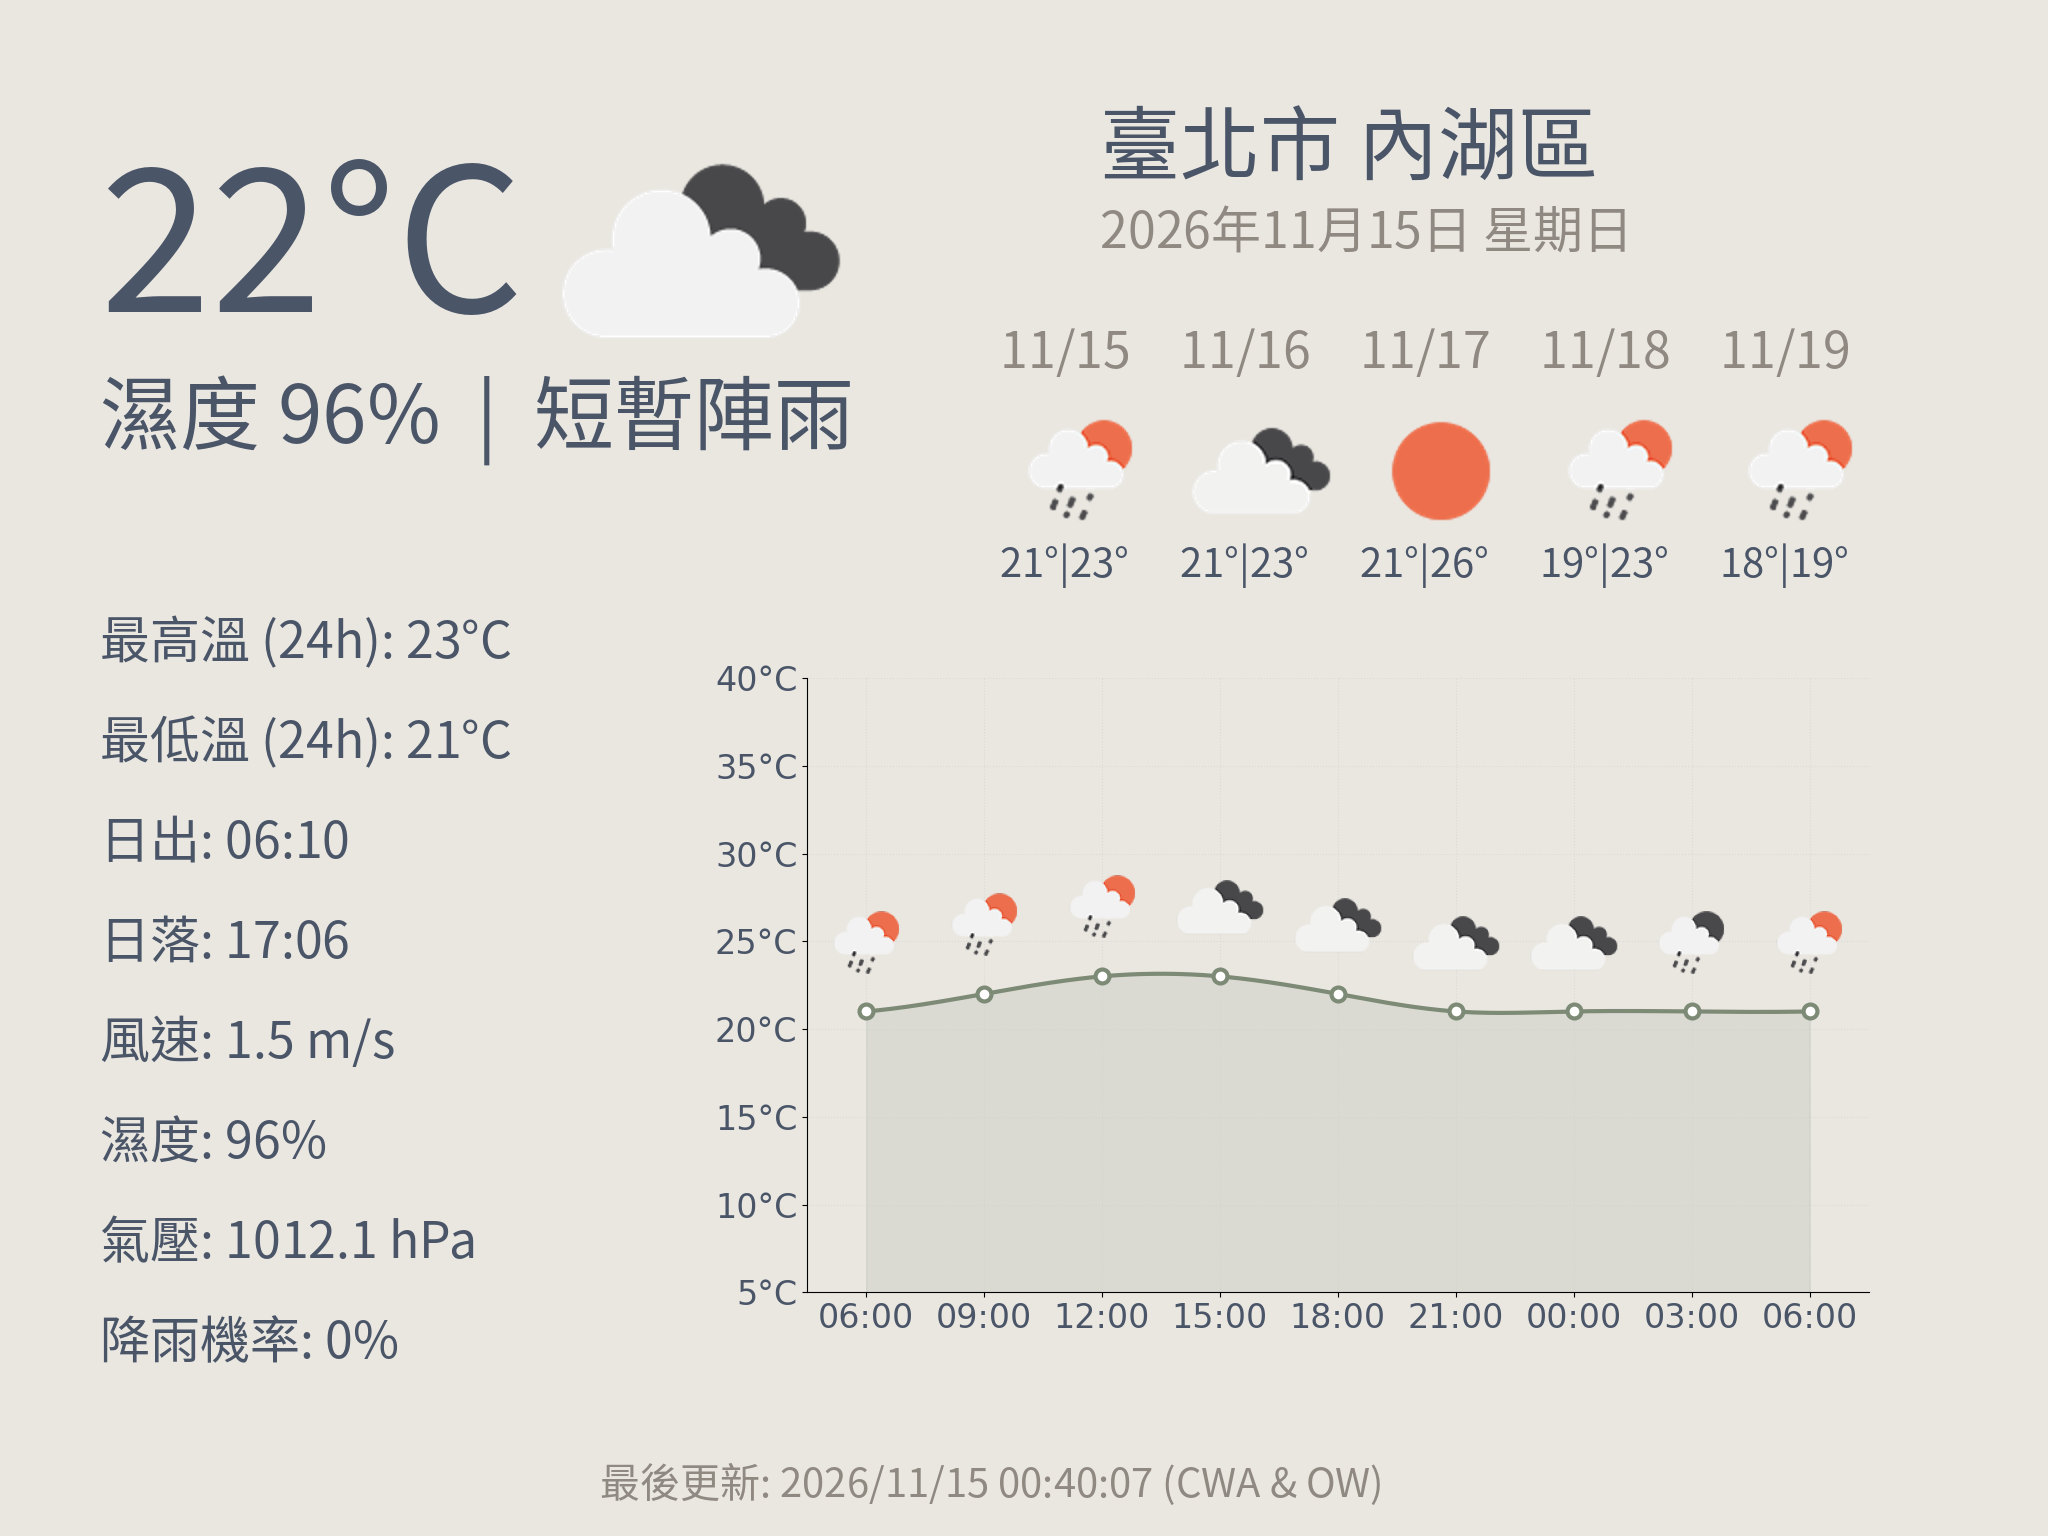 22°C
濕度 96% | 短暫陣雨
臺北市 內湖區
2026年11月15日 星期日
11/15 11/16 11/17 11/18 11/19
21°|23° 21°|23° 21°|26° 19°|23° 18°|19°
最高溫 (24h): 23°C
最低溫 (24h): 21°C
日出: 06:10
日落: 17:06
風速: 1.5 m/s
濕度: 96%
氣壓: 1012.1 hPa
降雨機率: 0%
40°C
35°C
30°C
25°C
20°C
15°C
10°C
5°C
06:00 09:00 12:00 15:00 18:00 21:00 00:00 03:00 06:00
最後更新: 2026/11/15 00:40:07 (CWA & OW)